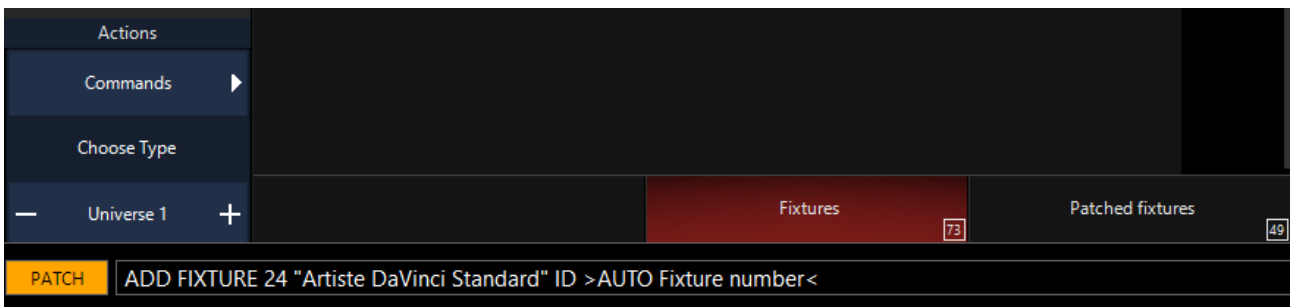 Actions
Commands
Choose Type
− Universe 1 +
Fixtures 73
Patched fixtures 49
PATCH ADD FIXTURE 24 "Artiste DaVinci Standard" ID >AUTO Fixture number<